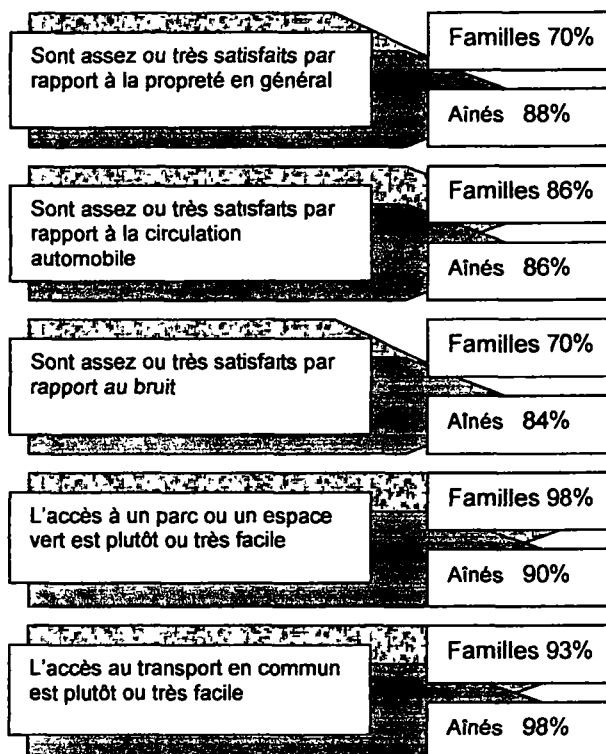 Sont assez ou très satisfaits par
rapport à la propreté en général
Familles 70%
Aînés 88%
Sont assez ou très satisfaits par
rapport à la circulation
automobile
Familles 86%
Aînés 86%
Sont assez ou très satisfaits par
rapport au bruit
Familles 70%
Aînés 84%
L'accès à un parc ou un espace
vert est plutôt ou très facile
Familles 98%
Aînés 90%
L'accès au transport en commun
est plutôt ou très facile
Familles 93%
Aînés 98%